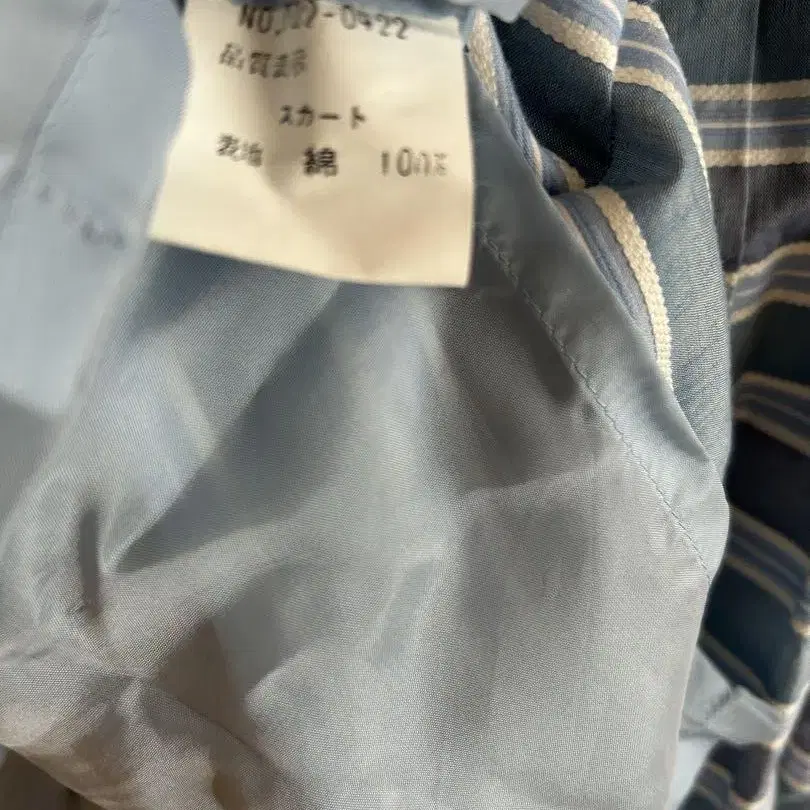 品質表示
スカート
表地 綿 100%